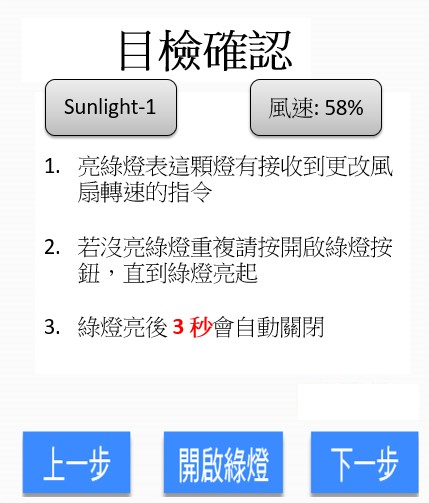 目檢確認
Sunlight-1
風速: 58%
1. 亮綠燈表這顆燈有接收到更改風
扇轉速的指令
2. 若沒亮綠燈重複請按開啟綠燈按
鈕，直到綠燈亮起
3. 綠燈亮後 3 秒會自動關閉
上一步
開啟綠燈
下一步